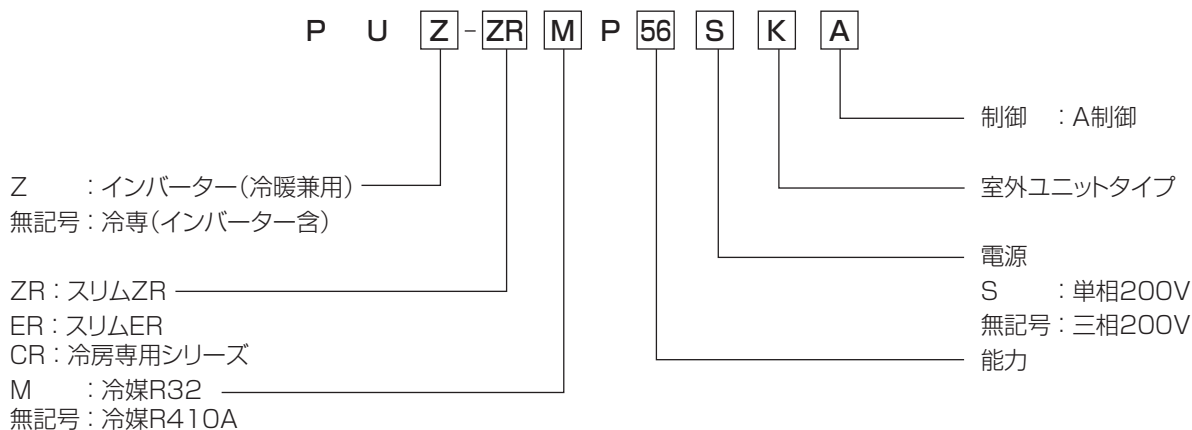 P U Z-ZR M P 56 S K A
制御 :A制御
Z :インバーター(冷暖兼用)
室外ユニットタイプ
無記号:冷専(インバーター含)
電源
ZR:スリムZR
S :単相200V
ER:スリムER
無記号:三相200V
CR:冷房専用シリーズ
能力
M :冷媒R32
無記号:冷媒R410A